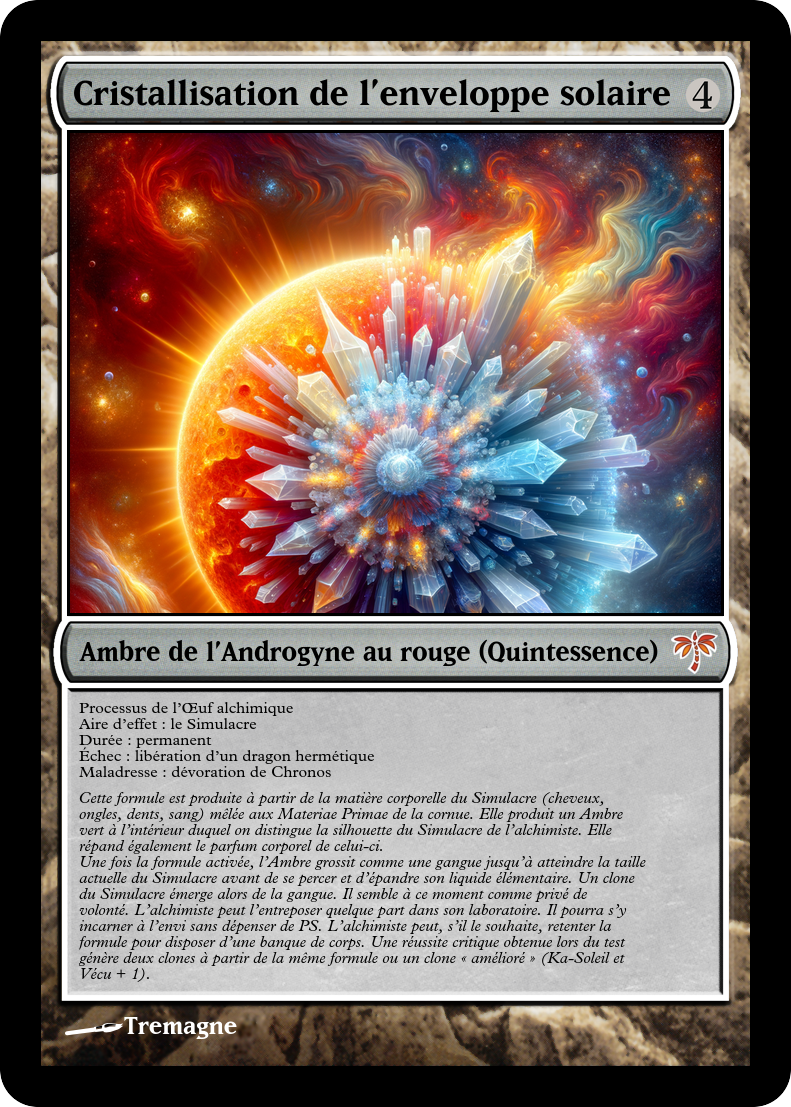 Cristallisation de l'enveloppe solaire 4
Ambre de l'Androgyne au rouge (Quintessence)
Processus de l'Œuf alchimique
Aire d'effet : le Simulacre
Durée : permanent
Échec : libération d'un dragon hermétique
Maladresse : dévoration de Chronos
Cette formule est produite à partir de la matière corporelle du Simulacre (cheveux,
ongles, dents, sang) mêlée aux Materiae Primae de la cornue. Elle produit un Ambre
vert à l'intérieur duquel on distingue la silhouette du Simulacre de l'alchimiste. Elle
répand également le parfum corporel de celui-ci.
Une fois la formule activée, l'Ambre grossit comme une gangue jusqu'à atteindre la taille
actuelle du Simulacre avant de se percer et d'épandre son liquide élémentaire. Un clone
du Simulacre émerge alors de la gangue. Il semble à ce moment comme privé de
volonté. L'alchimiste peut l'entreposer quelque part dans son laboratoire. Il pourra s'y
incarner à l'envi sans dépenser de PS. L'alchimiste peut, s'il le souhaite, retenter la
formule pour disposer d'une banque de corps. Une réussite critique obtenue lors du test
génère deux clones à partir de la même formule ou un clone « amélioré » (Ka-Soleil et
Vécu + 1).
Tremagne